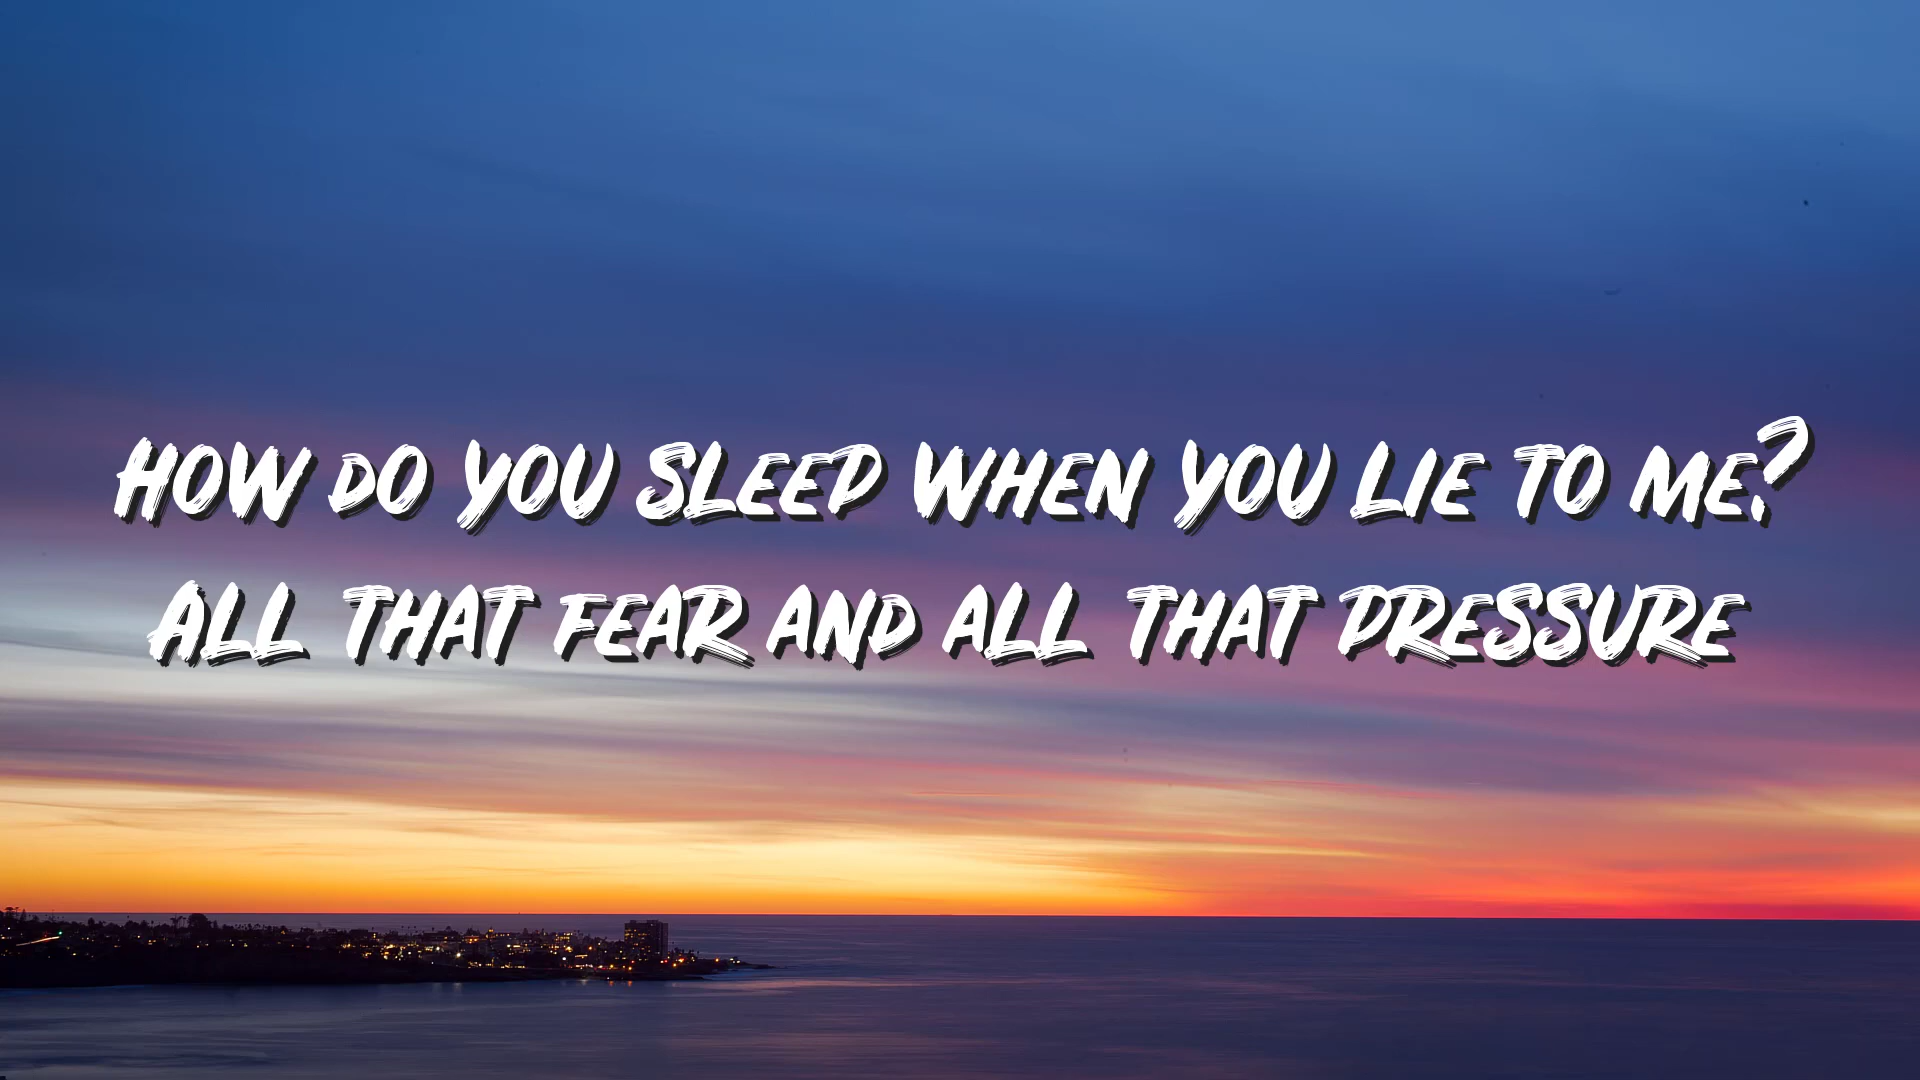 HOW DO YOU SLEEP WHEN YOU LIE TO ME?
ALL THAT FEAR AND ALL THAT PRESSURE